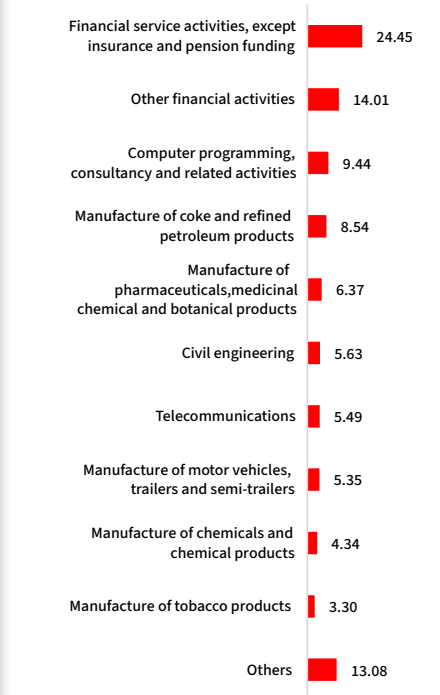 Financial service activities, except
insurance and pension funding
24.45
Other financial activities
14.01
Computer programming,
consultancy and related activities
9.44
Manufacture of coke and refined
petroleum products
8.54
Manufacture of
pharmaceuticals,medicinal
chemical and botanical products
6.37
Civil engineering
5.63
Telecommunications
5.49
Manufacture of motor vehicles,
trailers and semi-trailers
5.35
Manufacture of chemicals and
chemical products
4.34
Manufacture of tobacco products
3.30
Others
13.08